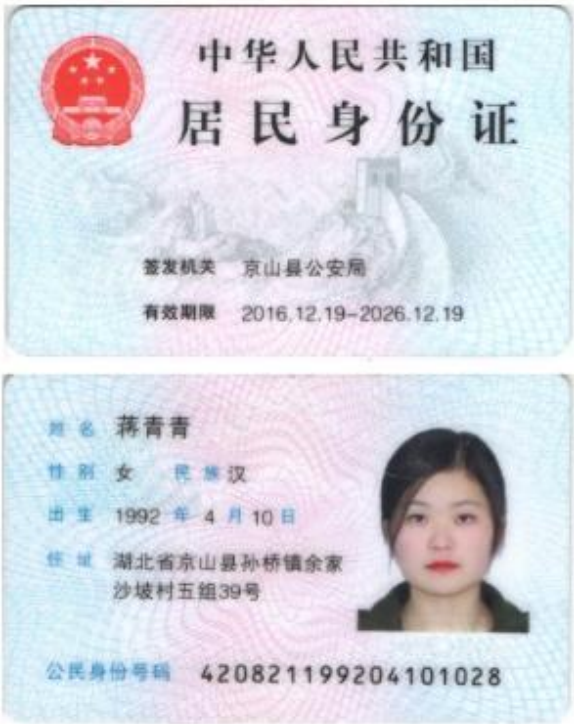 中华人民共和国
居民身份证
签发机关 京山县公安局
有效期限 2016.12.19-2026.12.19
姓名 蒋青青
性别 女 民族 汉
出生 1992 年 4 月 10 日
住址 湖北省京山县孙桥镇余家
沙坡村五组39号
公民身份号码 420821199204101028